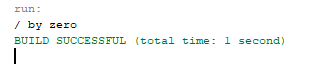 run:
/ by zero
BUILD SUCCESSFUL (total time: 1 second)